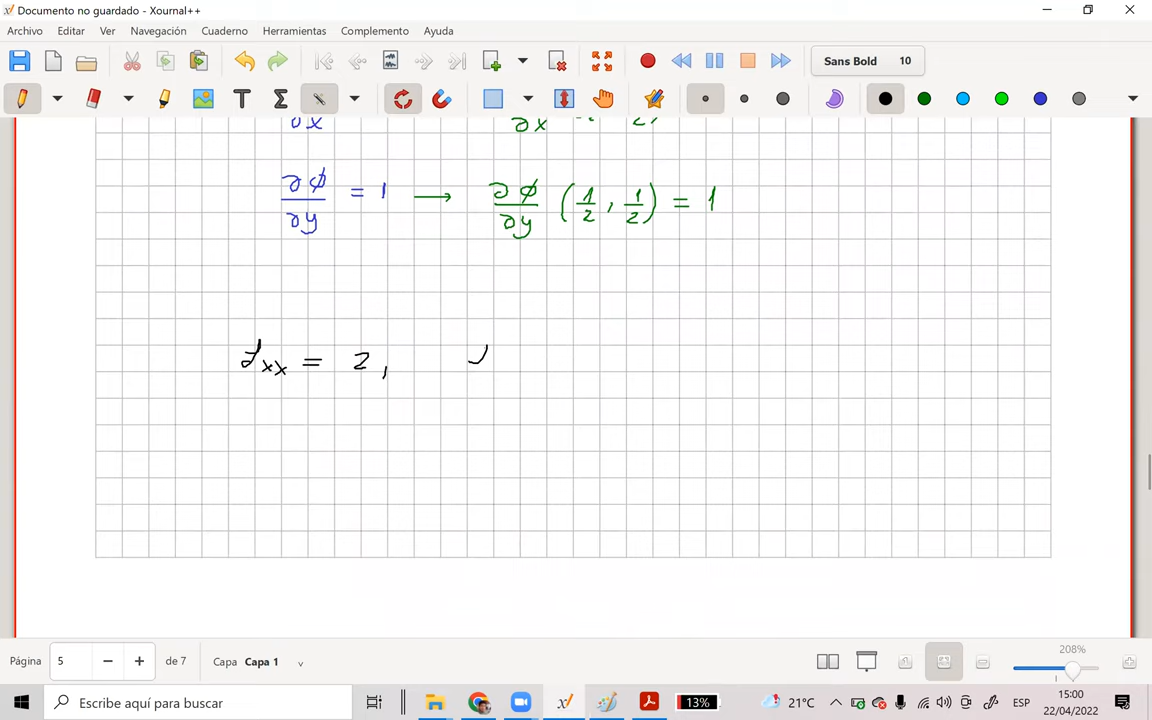 Documento no guardado - Xournal++
Archivo Editar Ver Navegación Cuaderno Herramientas Complemento Ayuda
Sans Bold 10
∂x ∂x
∂φ/∂y = 1 → ∂φ/∂y (1/2, 1/2) = 1
ℒxx = 2,
Página 5 de 7 Capa Capa 1 208%
Escribe aquí para buscar 13% 21°C ESP 15:00
22/04/2022